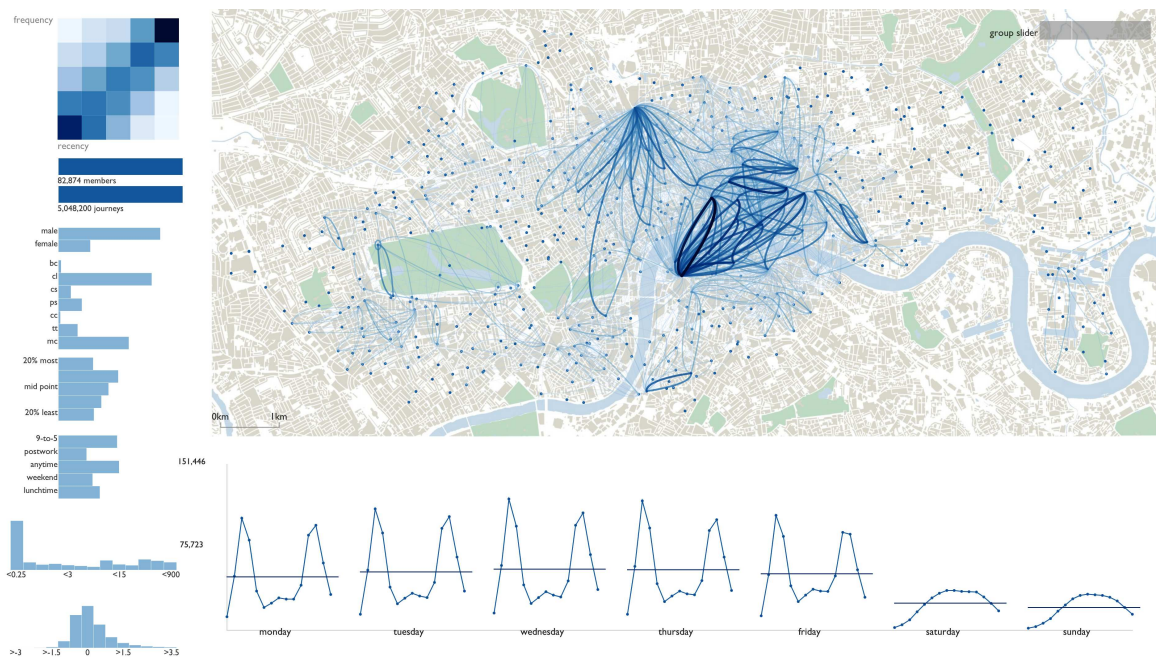 frequency
recency
82,874 members
5,048,200 journeys
male
female
bc
cl
cs
ps
cc
tt
mc
20% most
mid point
20% least
9-to-5
postwork
anytime
weekend
lunchtime
<0.25 <3 <15 <900
>-3 >-1.5 0 >1.5 >3.5
group slider
0km 1km
151,446
75,723
monday tuesday wednesday thursday friday saturday sunday